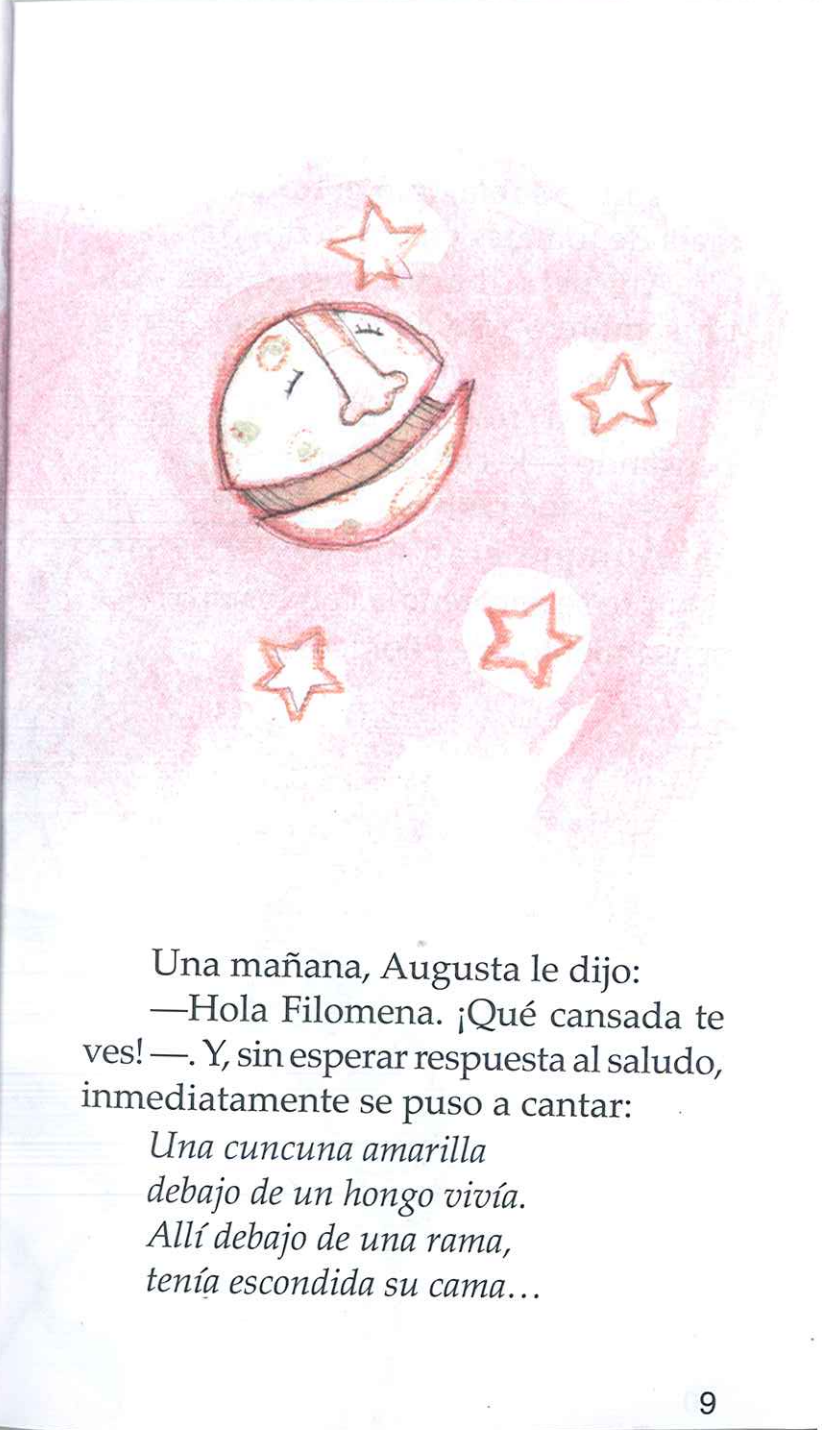 Una mañana, Augusta le dijo:
—Hola Filomena. ¡Qué cansada te
ves! —. Y, sin esperar respuesta al saludo,
inmediatamente se puso a cantar:
Una cuncuna amarilla
debajo de un hongo vivía.
Allí debajo de una rama,
tenía escondida su cama...
9